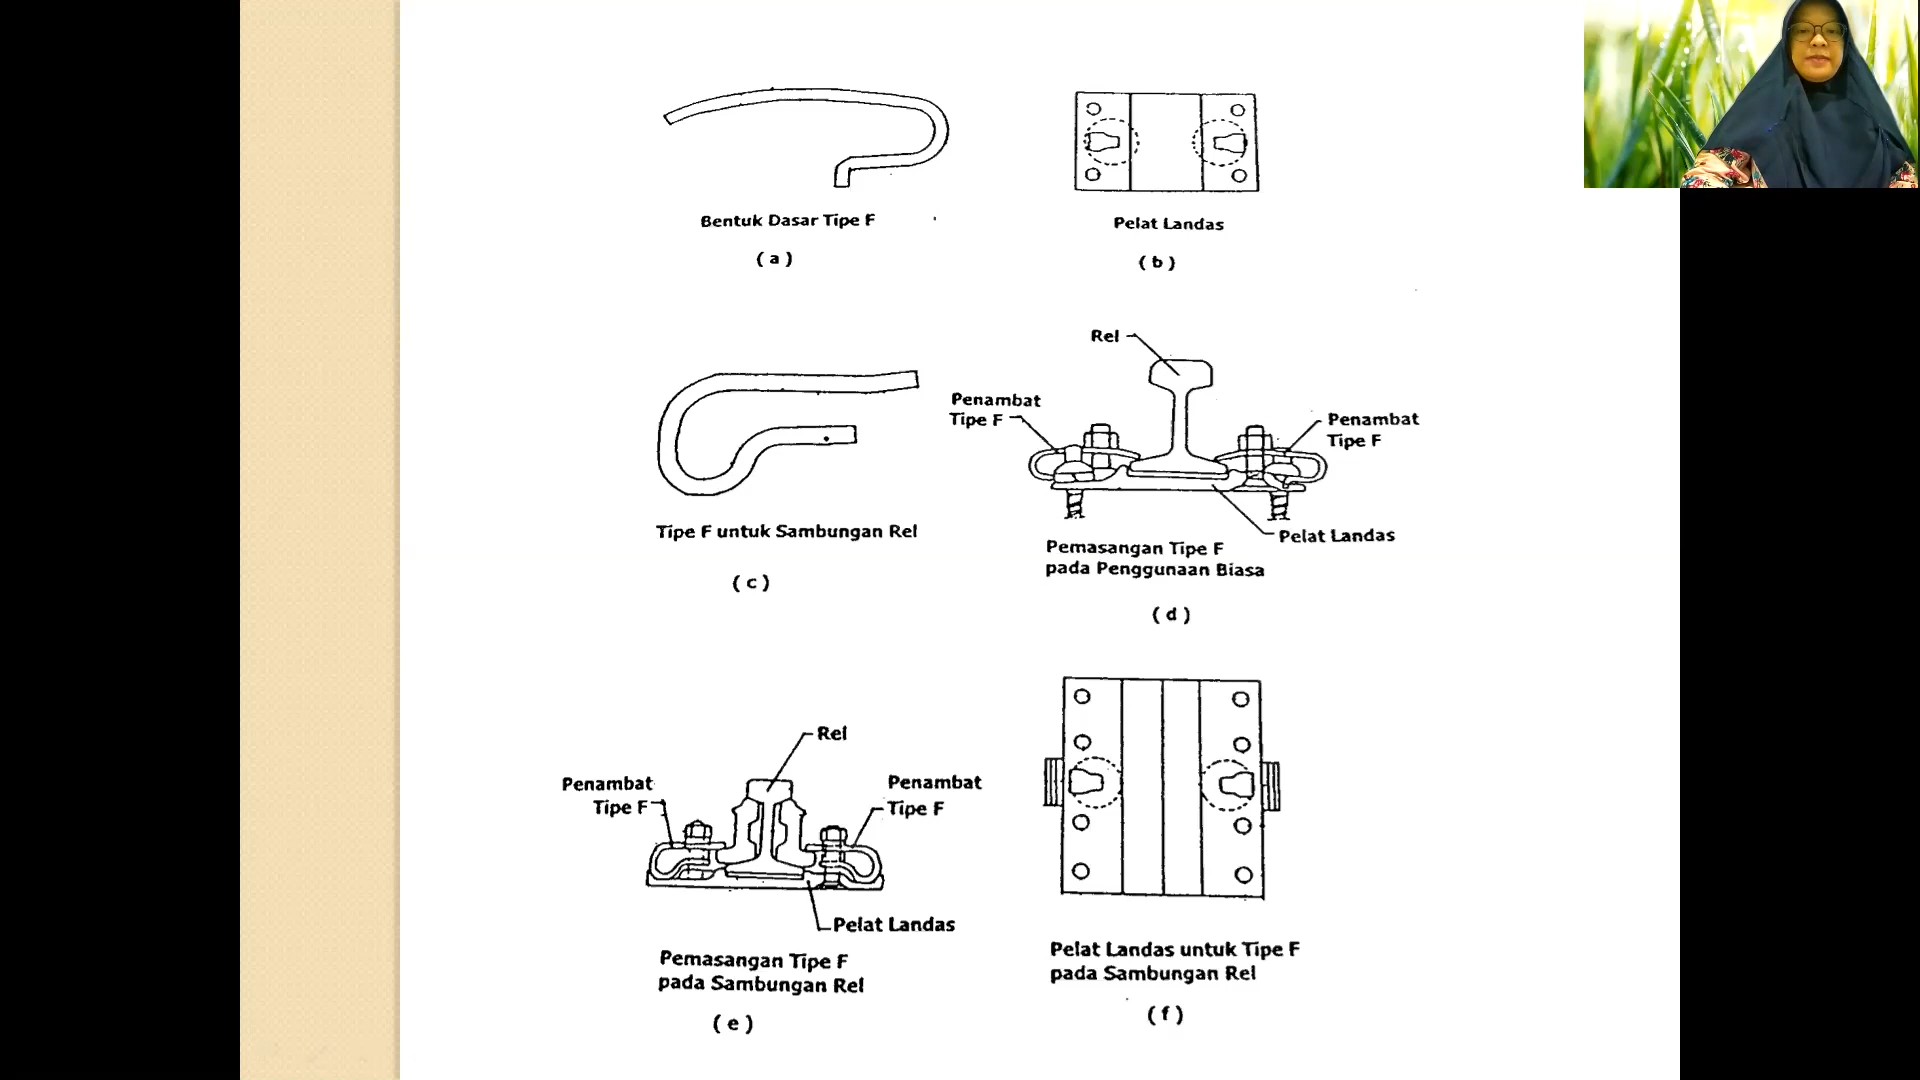 Bentuk Dasar Tipe F
( a )
Pelat Landas
( b )
Tipe F untuk Sambungan Rel
( c )
Rel
Penambat
Tipe F
Penambat
Tipe F
Pelat Landas
Pemasangan Tipe F
pada Penggunaan Biasa
( d )
Rel
Penambat
Tipe F
Penambat
Tipe F
Pelat Landas
Pemasangan Tipe F
pada Sambungan Rel
( e )
Pelat Landas untuk Tipe F
pada Sambungan Rel
( f )